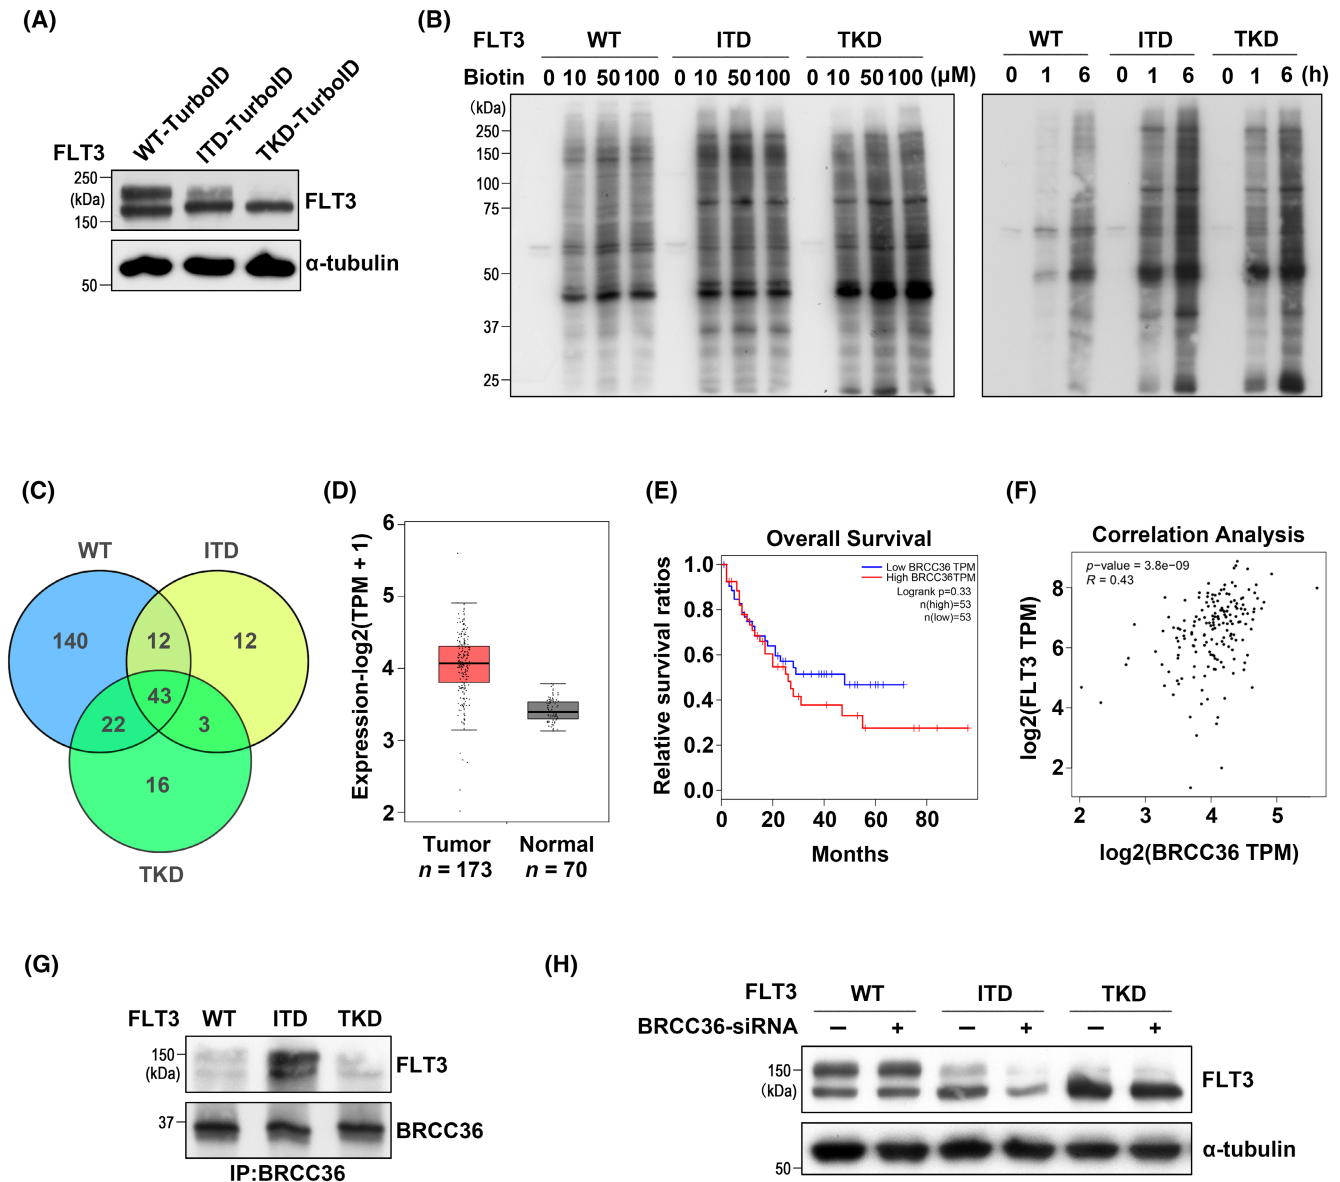 (A)
WT-TurboID
ITD-TurboID
TKD-TurboID
FLT3
250
(kDa)
150
FLT3
50
α-tubulin
(B)
FLT3 WT ITD TKD
Biotin 0 10 50 100 0 10 50 100 0 10 50 100 (μM)
(kDa)
250
150
100
75
50
37
25
WT ITD TKD
0 1 6 0 1 6 0 1 6 (h)
(C)
WT ITD
140 12 12
43
22 3
16
TKD
(D)
Expression-log2(TPM + 1)
6
5
4
3
2
Tumor Normal
n = 173 n = 70
(E)
Overall Survival
Relative survival ratios
1.0
0.8
0.6
0.4
0.2
0.0
Low BRCC36 TPM
High BRCC36TPM
Logrank p=0.33
n(high)=53
n(low)=53
0 20 40 60 80
Months
(F)
Correlation Analysis
p-value = 3.8e-09
R = 0.43
log2(FLT3 TPM)
8
6
4
2
2 3 4 5
log2(BRCC36 TPM)
(G)
FLT3 WT ITD TKD
150
(kDa)
FLT3
37
BRCC36
IP:BRCC36
(H)
FLT3 WT ITD TKD
BRCC36-siRNA − + − + − +
150
(kDa)
FLT3
50
α-tubulin